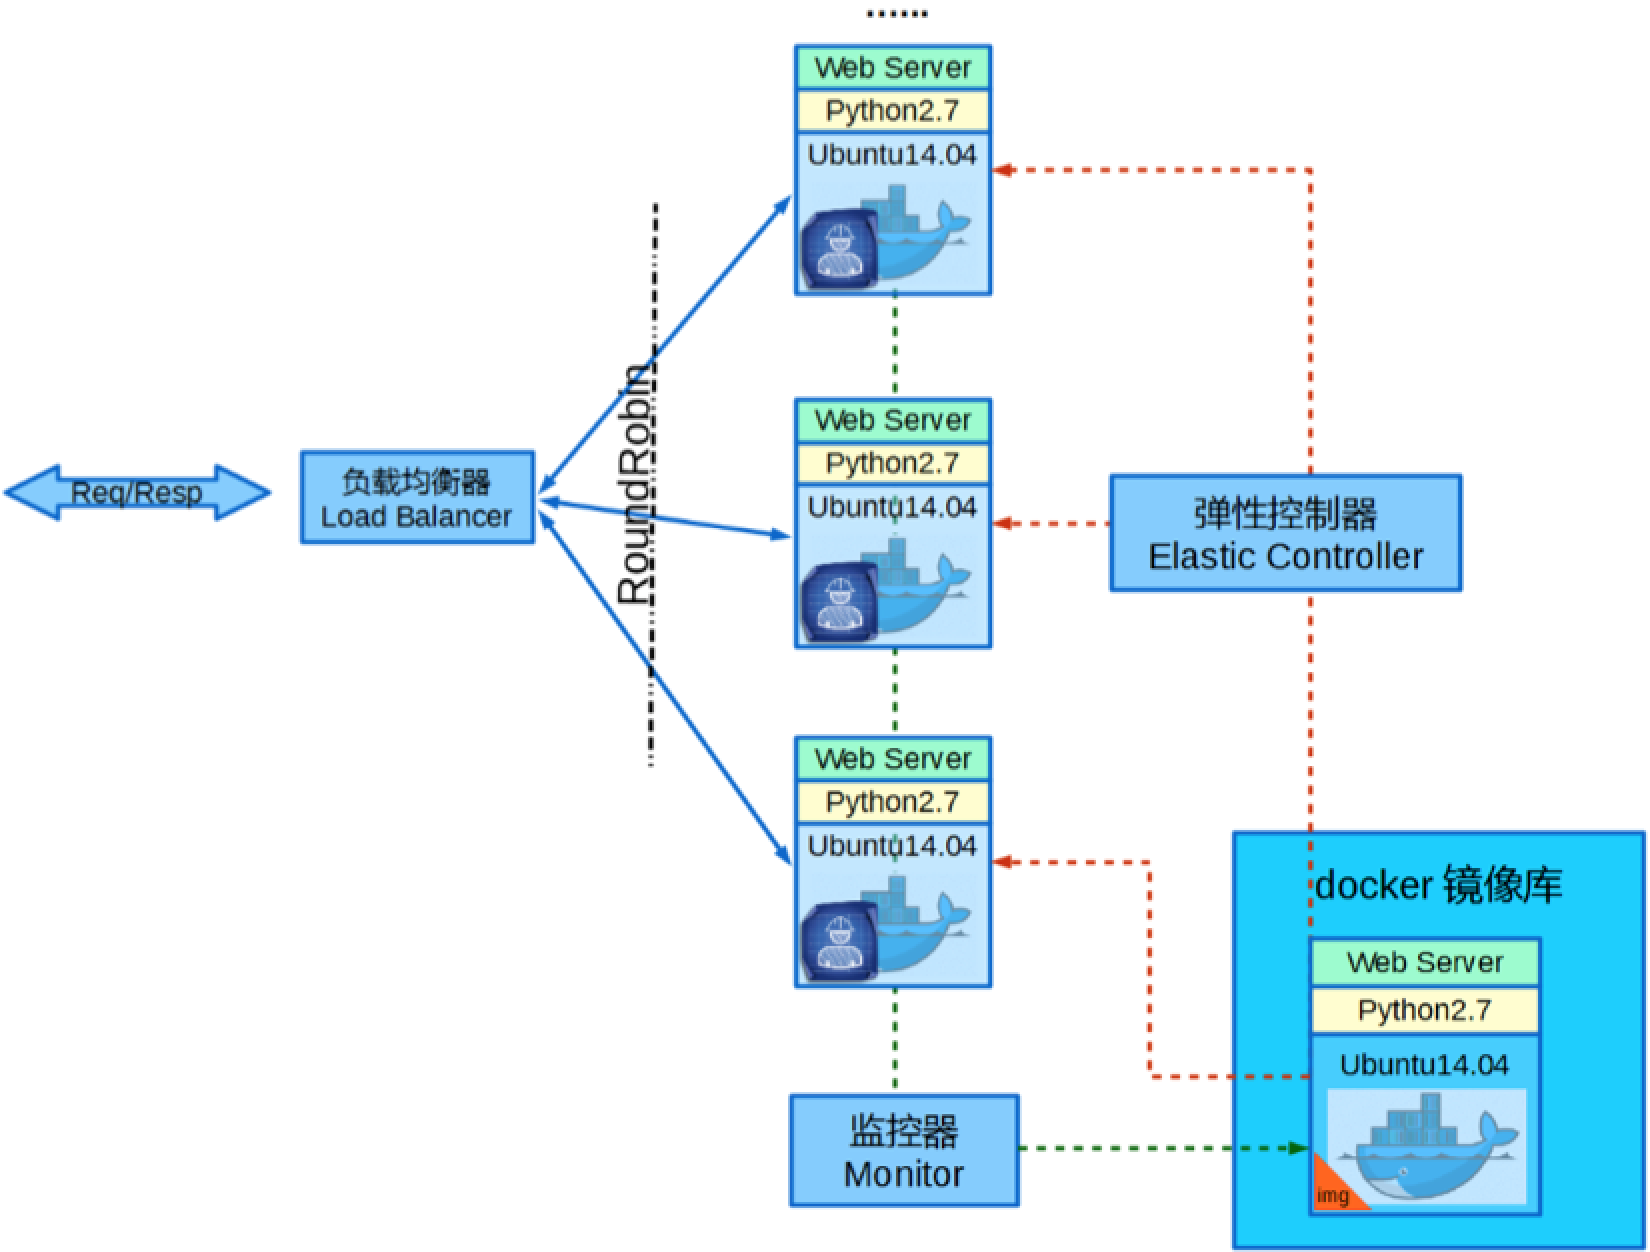 ......
Web Server
Python2.7
Ubuntu14.04
RoundRobin
Req/Resp
负载均衡器
Load Balancer
Web Server
Python2.7
Ubuntu14.04
弹性控制器
Elastic Controller
Web Server
Python2.7
Ubuntu14.04
docker 镜像库
Web Server
Python2.7
Ubuntu14.04
img
监控器
Monitor